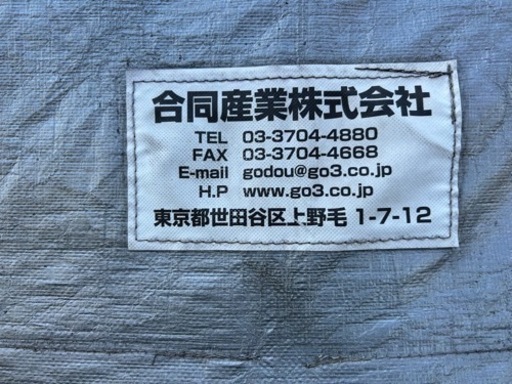 合同産業株式会社
TEL 03-3704-4880
FAX 03-3704-4668
E-mail godou@go3.co.jp
H.P www.go3.co.jp
東京都世田谷区上野毛 1-7-12